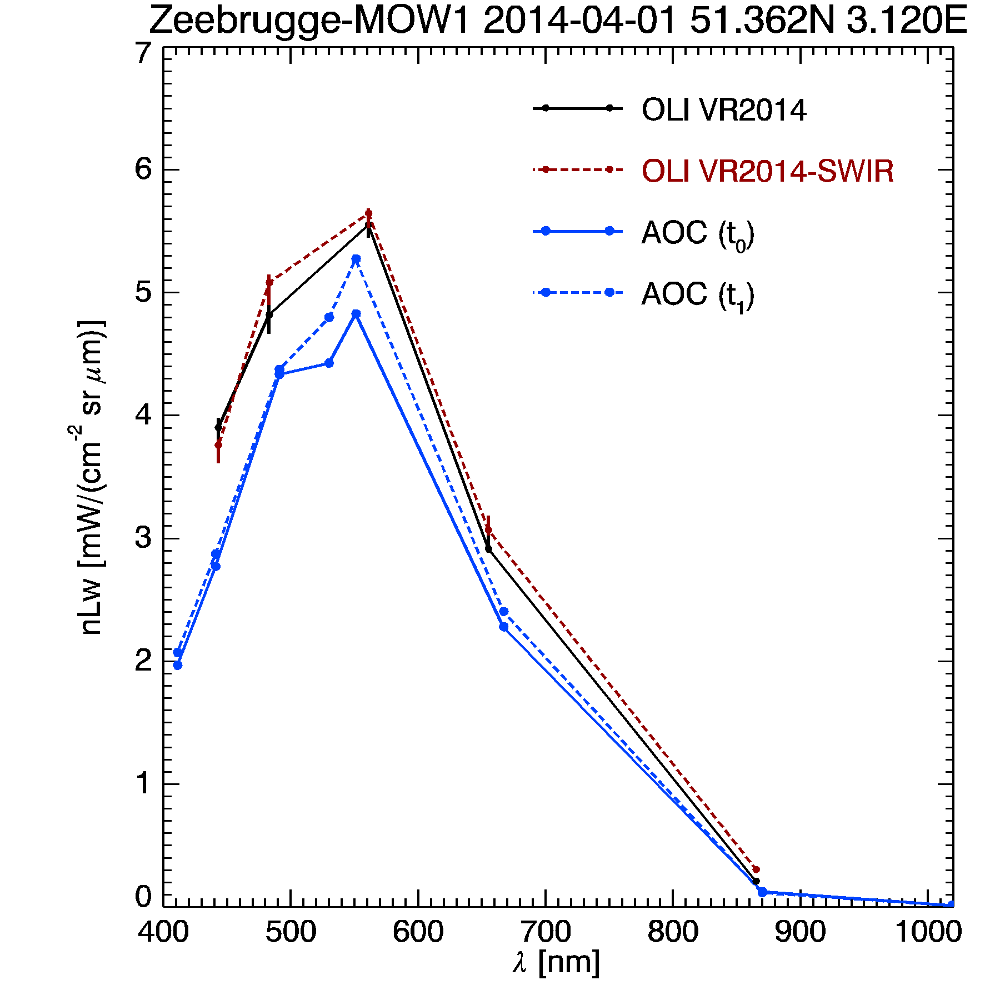 Zeebrugge-MOW1 2014-04-01 51.362N 3.120E
7
6
5
4
3
2
1
0
nLw [mW/(cm⁻² sr μm)]
OLI VR2014
OLI VR2014-SWIR
AOC (t₀)
AOC (t₁)
400 500 600 700 800 900 1000
λ [nm]